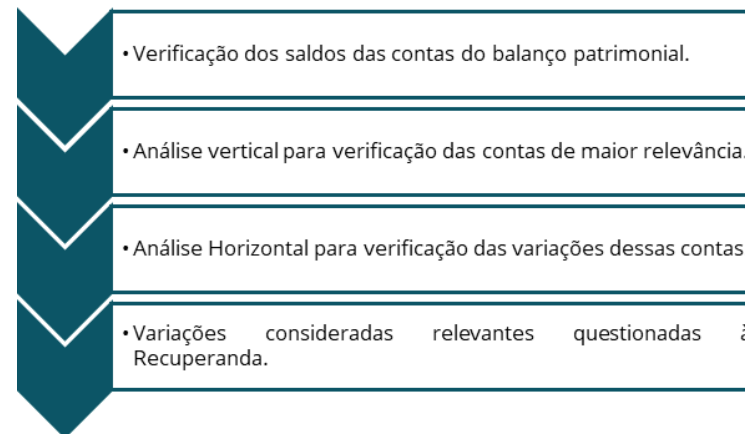 • Verificação dos saldos das contas do balanço patrimonial.
• Análise vertical para verificação das contas de maior relevância.
• Análise Horizontal para verificação das variações dessas contas
• Variações consideradas relevantes questionadas à
Recuperanda.